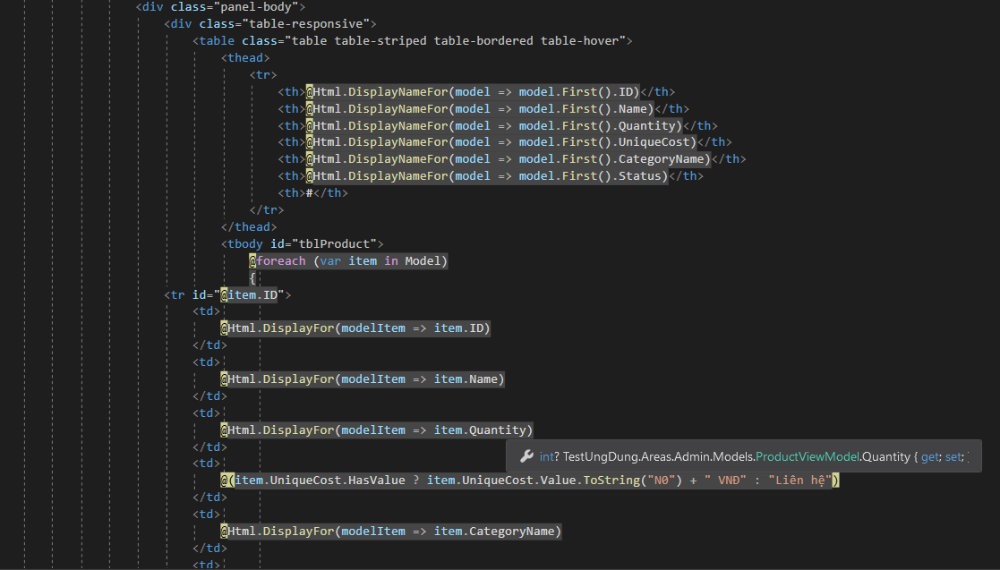 <div class="panel-body">
<div class="table-responsive">
<table class="table table-striped table-bordered table-hover">
<thead>
<tr>
<th>@Html.DisplayNameFor(model => model.First().ID)</th>
<th>@Html.DisplayNameFor(model => model.First().Name)</th>
<th>@Html.DisplayNameFor(model => model.First().Quantity)</th>
<th>@Html.DisplayNameFor(model => model.First().UniqueCost)</th>
<th>@Html.DisplayNameFor(model => model.First().CategoryName)</th>
<th>@Html.DisplayNameFor(model => model.First().Status)</th>
<th>#</th>
</tr>
</thead>
<tbody id="tblProduct">
@foreach (var item in Model)
{
<tr id="@item.ID">
<td>
@Html.DisplayFor(modelItem => item.ID)
</td>
<td>
@Html.DisplayFor(modelItem => item.Name)
</td>
<td>
@Html.DisplayFor(modelItem => item.Quantity)
</td>
int? TestUngDung.Areas.Admin.Models.ProductViewModel.Quantity { get; set; }
<td>
@(item.UniqueCost.HasValue ? item.UniqueCost.Value.ToString("N0") + " VNĐ" : "Liên hệ")
</td>
<td>
@Html.DisplayFor(modelItem => item.CategoryName)
</td>
<td>